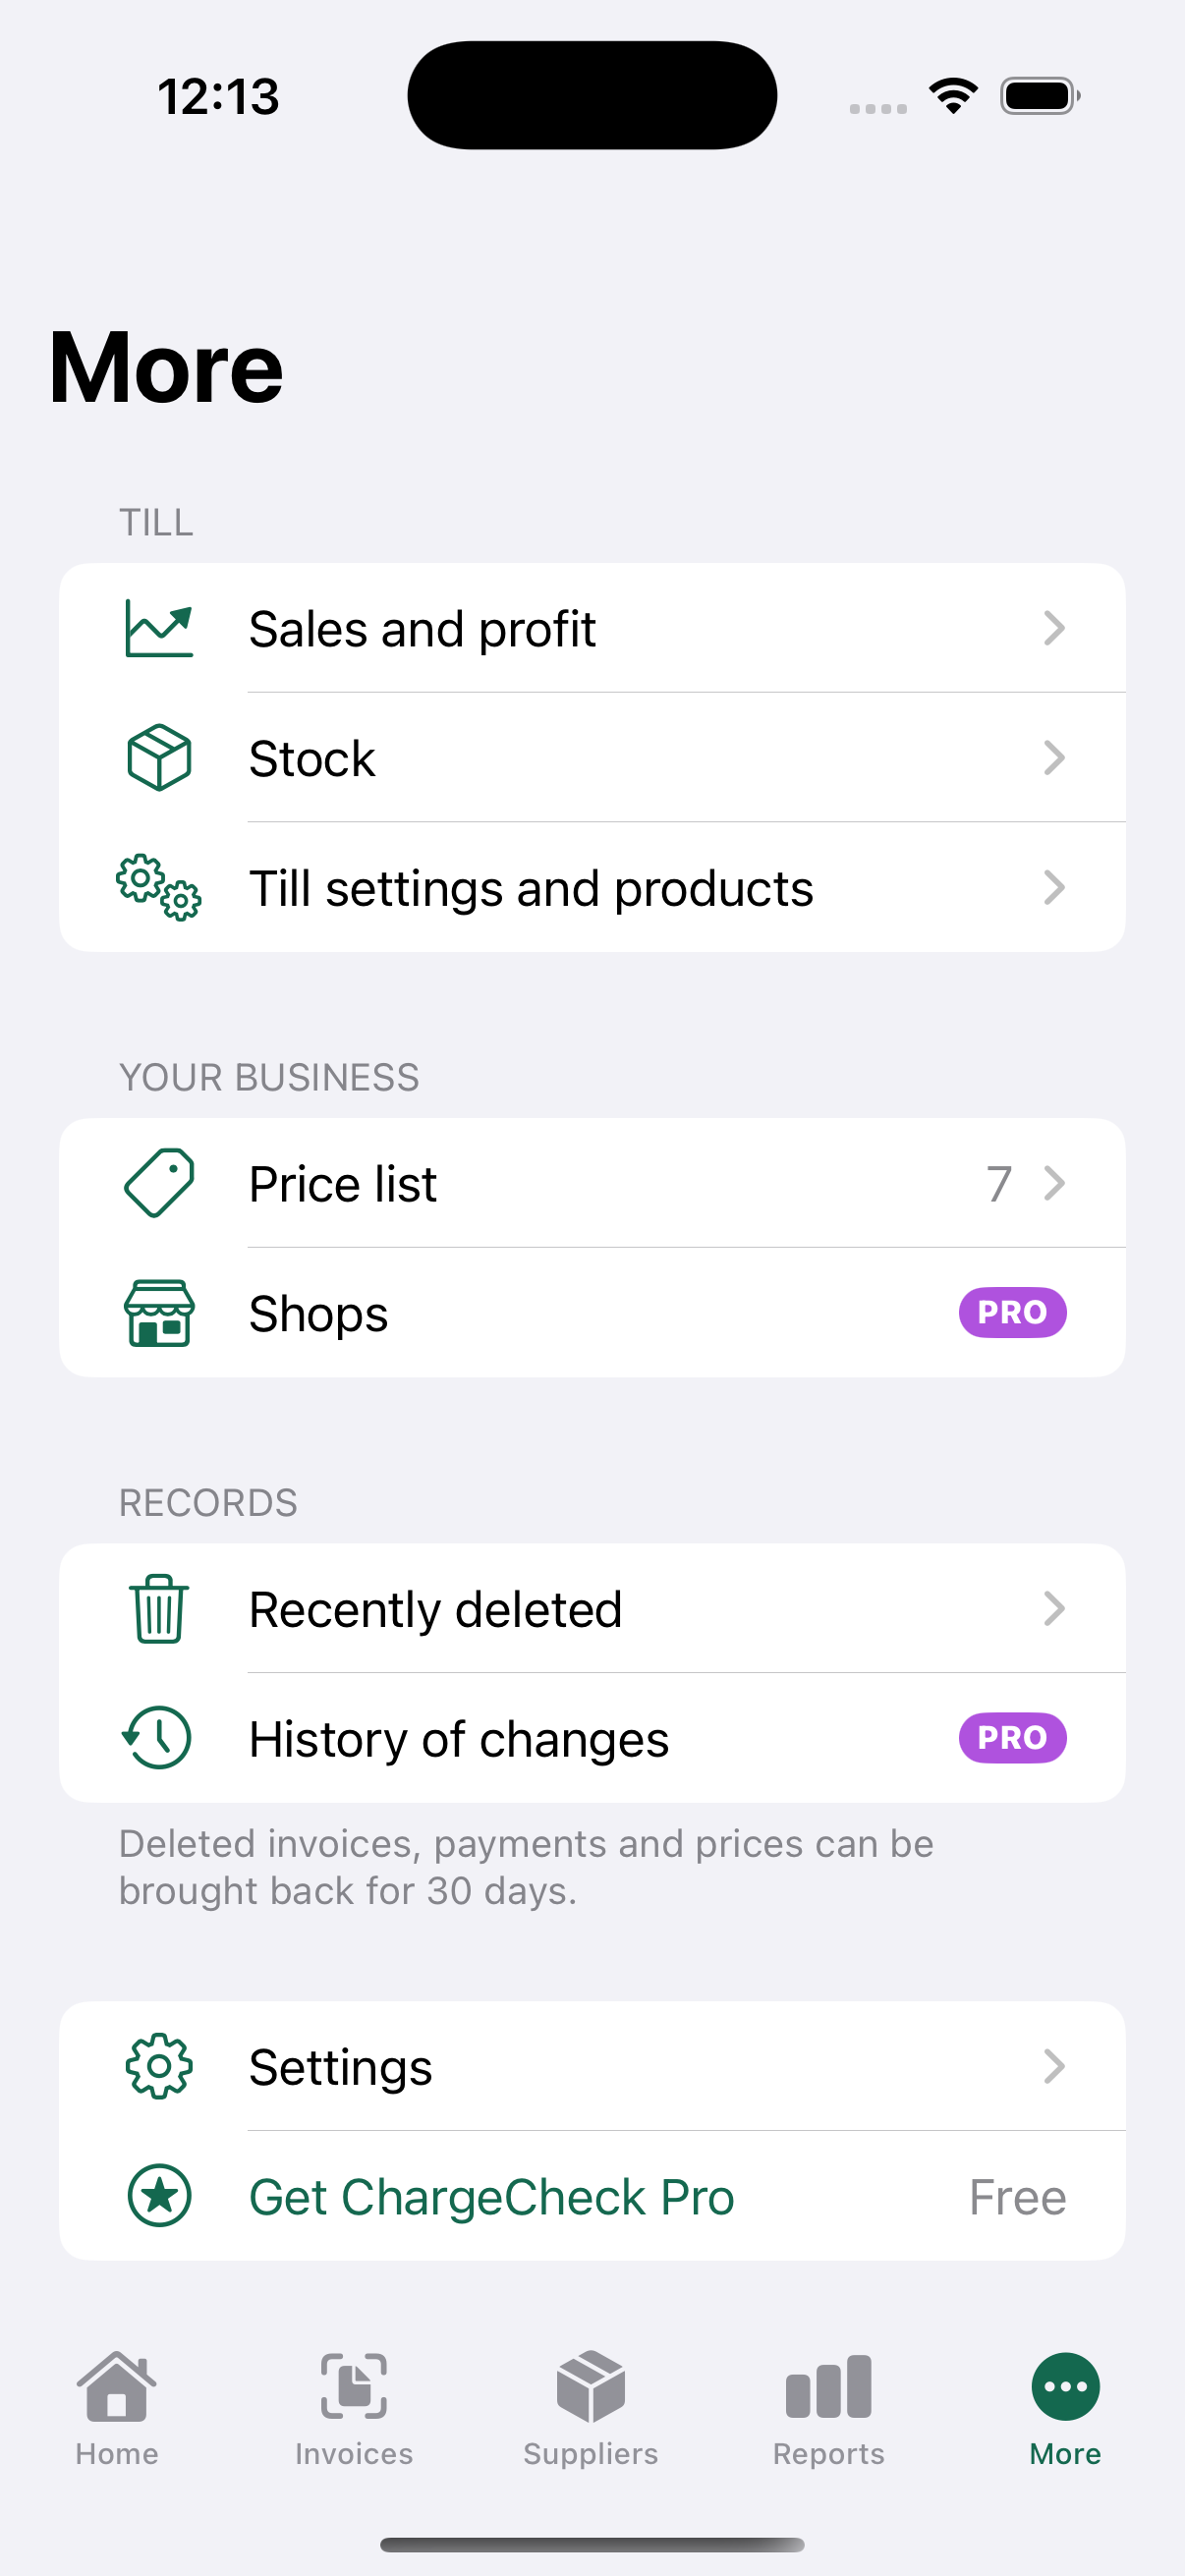 12:13
More
TILL
Sales and profit
Stock
Till settings and products
YOUR BUSINESS
Price list 7
Shops PRO
RECORDS
Recently deleted
History of changes PRO
Deleted invoices, payments and prices can be
brought back for 30 days.
Settings
Get ChargeCheck Pro Free
Home Invoices Suppliers Reports More